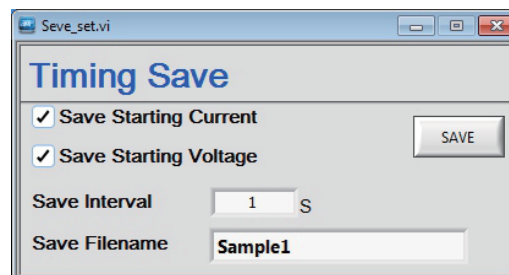 Seve_set.vi
Timing Save
Save Starting Current
SAVE
Save Starting Voltage
Save Interval 1 S
Save Filename Sample1